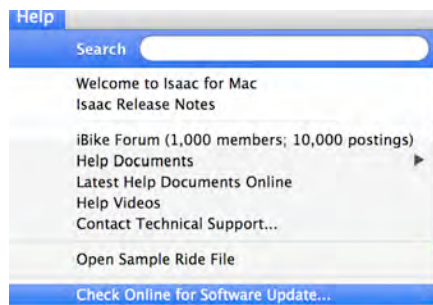 Help
Search
Welcome to Isaac for Mac
Isaac Release Notes
iBike Forum (1,000 members; 10,000 postings)
Help Documents
Latest Help Documents Online
Help Videos
Contact Technical Support...
Open Sample Ride File
Check Online for Software Update...